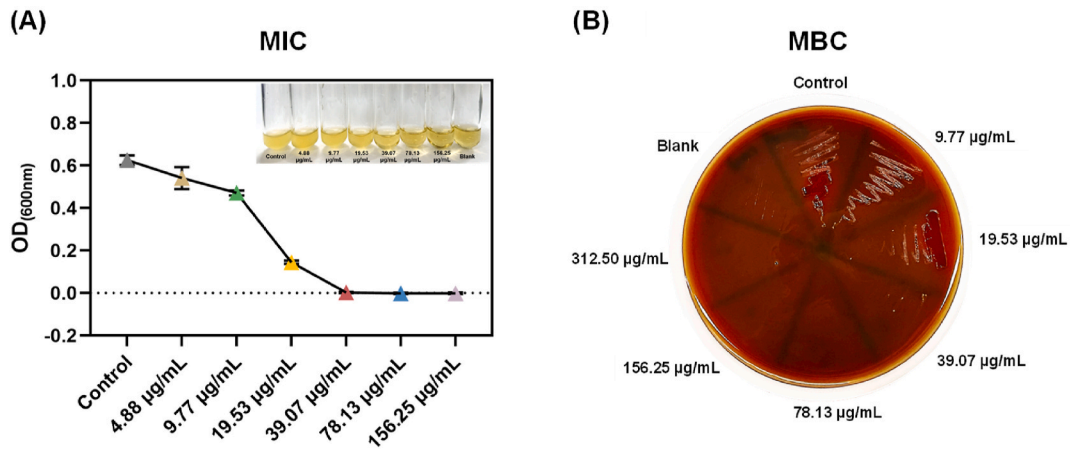 (A)
MIC
OD(600nm)
1.0
0.8
0.6
0.4
0.2
0.0
-0.2
Control
4.88 μg/mL
9.77 μg/mL
19.53 μg/mL
39.07 μg/mL
78.13 μg/mL
156.25 μg/mL
Control
4.88 μg/mL
9.77 μg/mL
19.53 μg/mL
39.07 μg/mL
78.13 μg/mL
156.25 μg/mL
Blank
(B)
MBC
Control
9.77 μg/mL
19.53 μg/mL
39.07 μg/mL
78.13 μg/mL
156.25 μg/mL
312.50 μg/mL
Blank